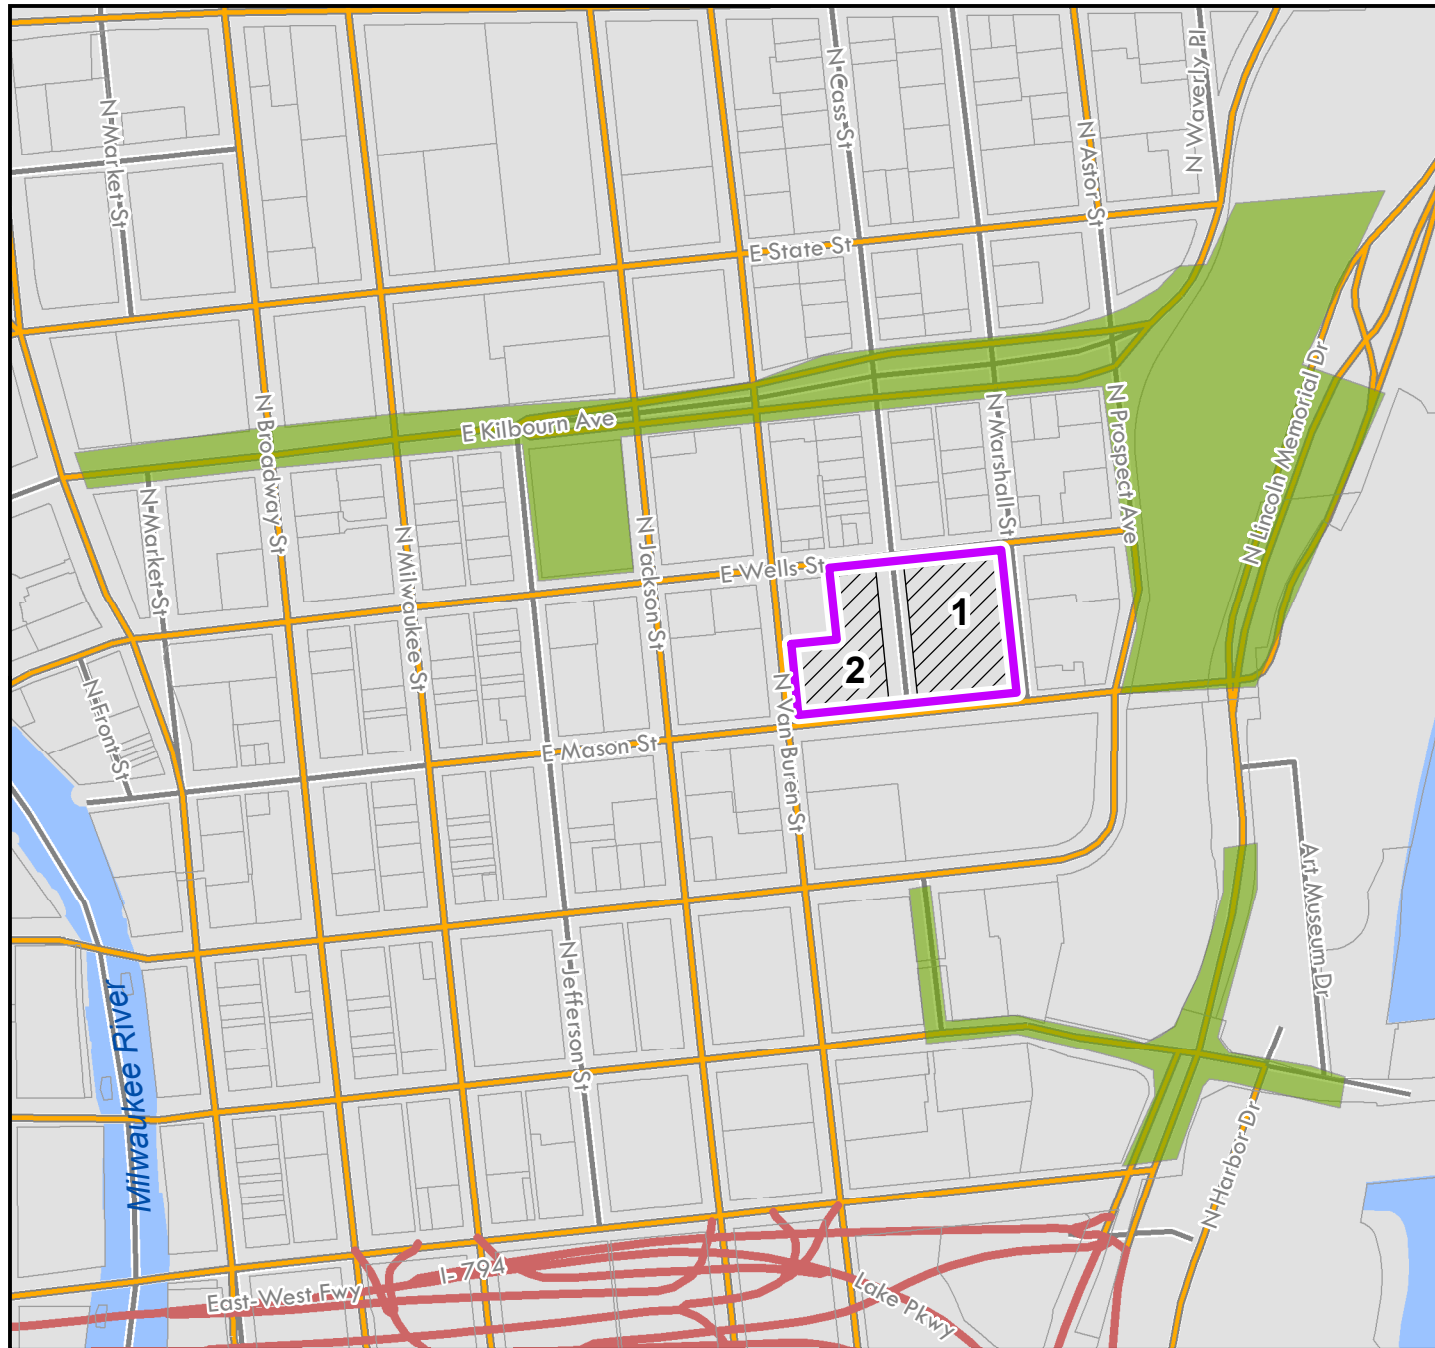 N Market St
N Cass St
N Waverly Pl
N Astor St
E State St
N Broadway St
E Kilbourn Ave
N Marshall St
N Prospect Ave
N Lincoln Memorial Dr
N Market St
N Milwaukee St
N Jackson St
E Wells St
1
2
N Front St
N Van Buren St
E Mason St
Art Museum Dr
N Jefferson St
Milwaukee River
N Harbor Dr
I-794
East-West Fwy
Lake Pkwy